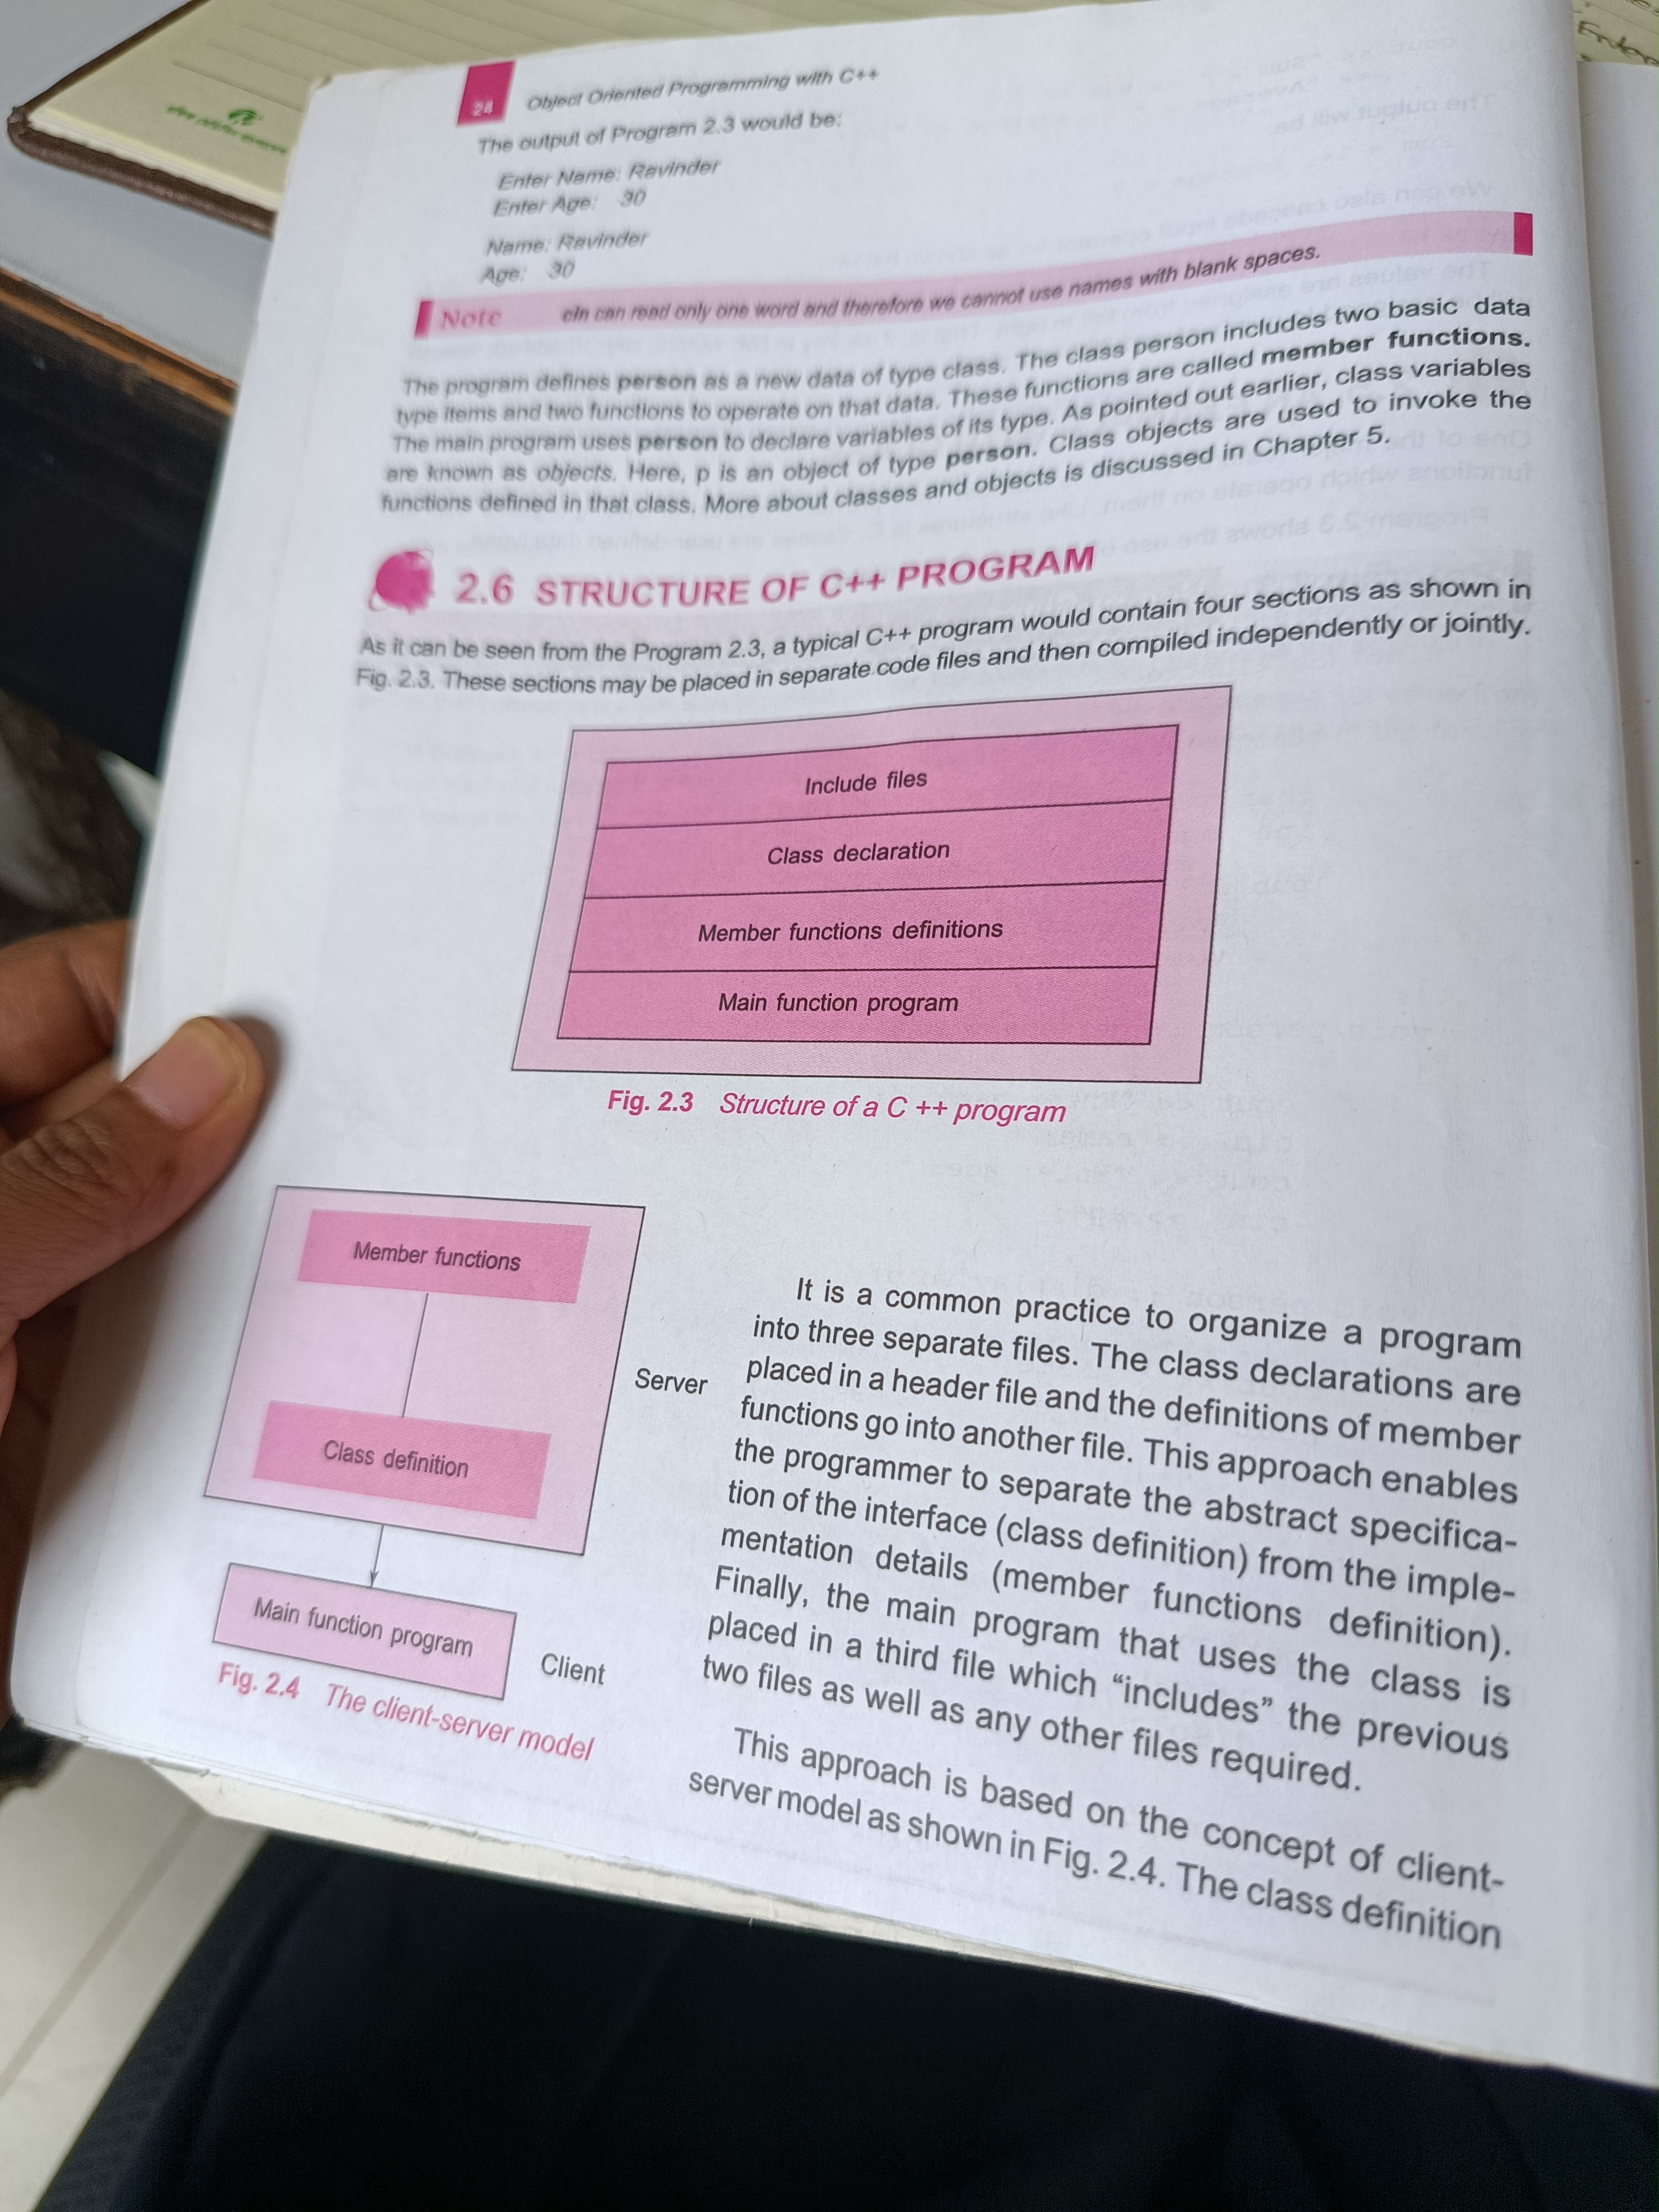 24 Object Oriented Programming with C++
The output of Program 2.3 would be:
Enter Name: Ravinder
Enter Age: 30
Name: Ravinder
Age: 30
Note cin can read only one word and therefore we cannot use names with blank spaces.
The program defines person as a new data of type class. The class person includes two basic data
type items and two functions to operate on that data. These functions are called member functions.
The main program uses person to declare variables of its type. As pointed out earlier, class variables
are known as objects. Here, p is an object of type person. Class objects are used to invoke the
functions defined in that class. More about classes and objects is discussed in Chapter 5.
2.6 STRUCTURE OF C++ PROGRAM
As it can be seen from the Program 2.3, a typical C++ program would contain four sections as shown in
Fig. 2.3. These sections may be placed in separate code files and then compiled independently or jointly.
Include files
Class declaration
Member functions definitions
Main function program
Fig. 2.3 Structure of a C ++ program
Member functions
Class definition
Server
Main function program
Client
Fig. 2.4 The client-server model
It is a common practice to organize a program
into three separate files. The class declarations are
placed in a header file and the definitions of member
functions go into another file. This approach enables
the programmer to separate the abstract specifica-
tion of the interface (class definition) from the imple-
mentation details (member functions definition).
Finally, the main program that uses the class is
placed in a third file which “includes” the previous
two files as well as any other files required.
This approach is based on the concept of client-
server model as shown in Fig. 2.4. The class definition